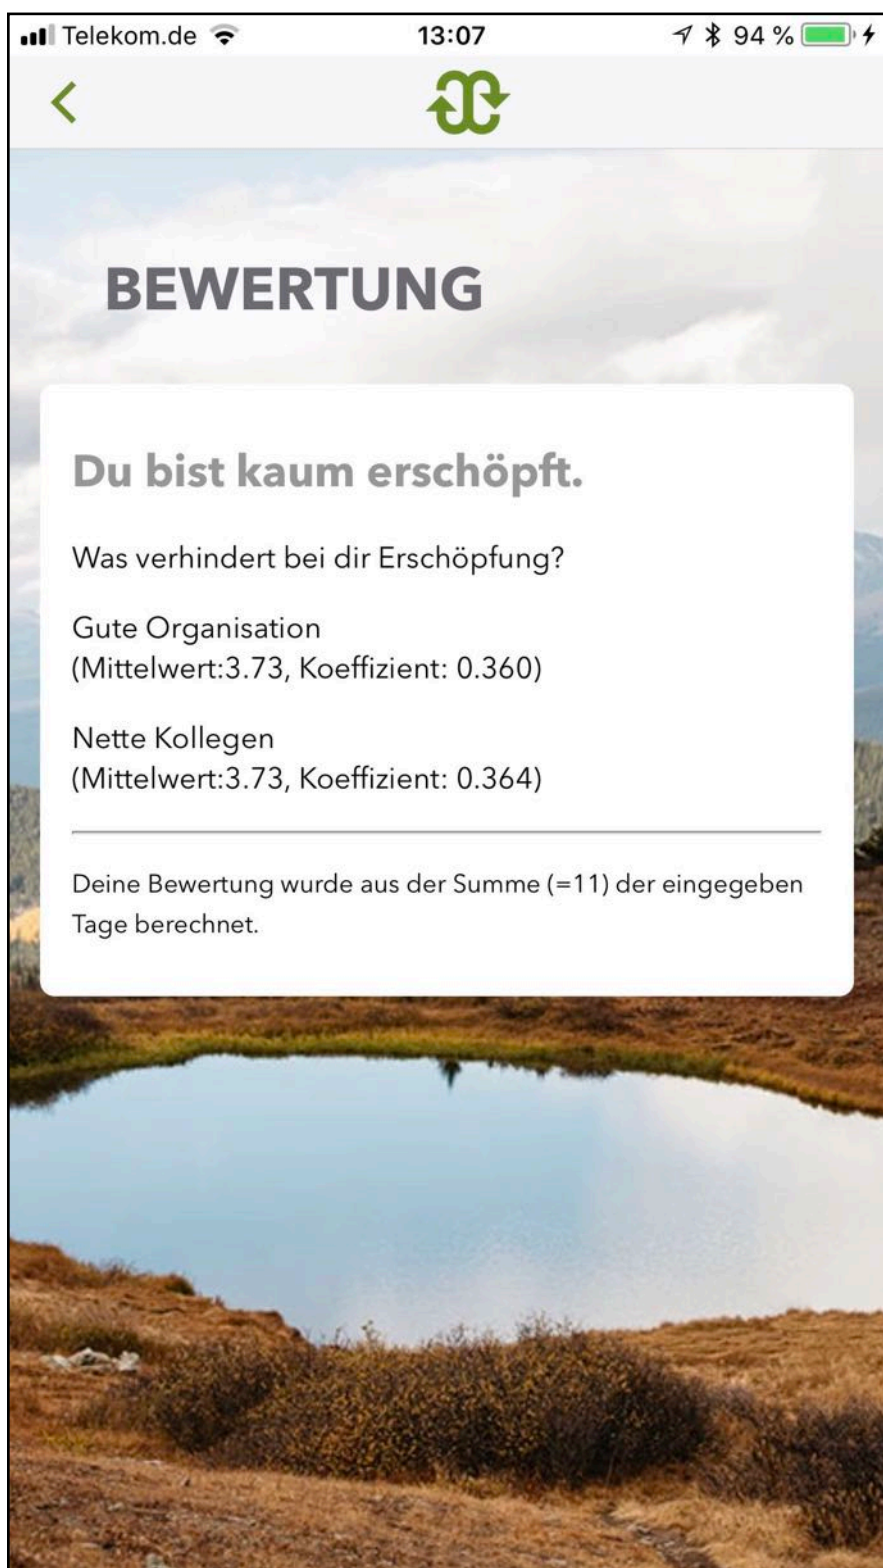 Telekom.de 13:07 94 %
BEWERTUNG
Du bist kaum erschöpft.
Was verhindert bei dir Erschöpfung?
Gute Organisation
(Mittelwert:3.73, Koeffizient: 0.360)
Nette Kollegen
(Mittelwert:3.73, Koeffizient: 0.364)
Deine Bewertung wurde aus der Summe (=11) der eingegeben
Tage berechnet.